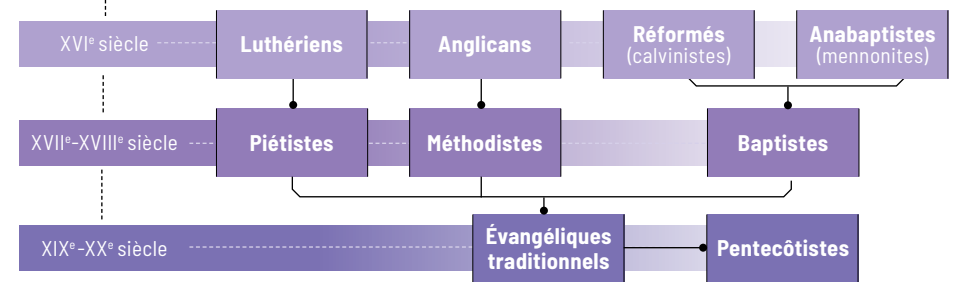 XVIe siècle
Luthériens
Anglicans
Réformés
(calvinistes)
Anabaptistes
(mennonites)
XVIIe-XVIIIe siècle
Piétistes
Méthodistes
Baptistes
XIXe-XXe siècle
Évangéliques
traditionnels
Pentecôtistes